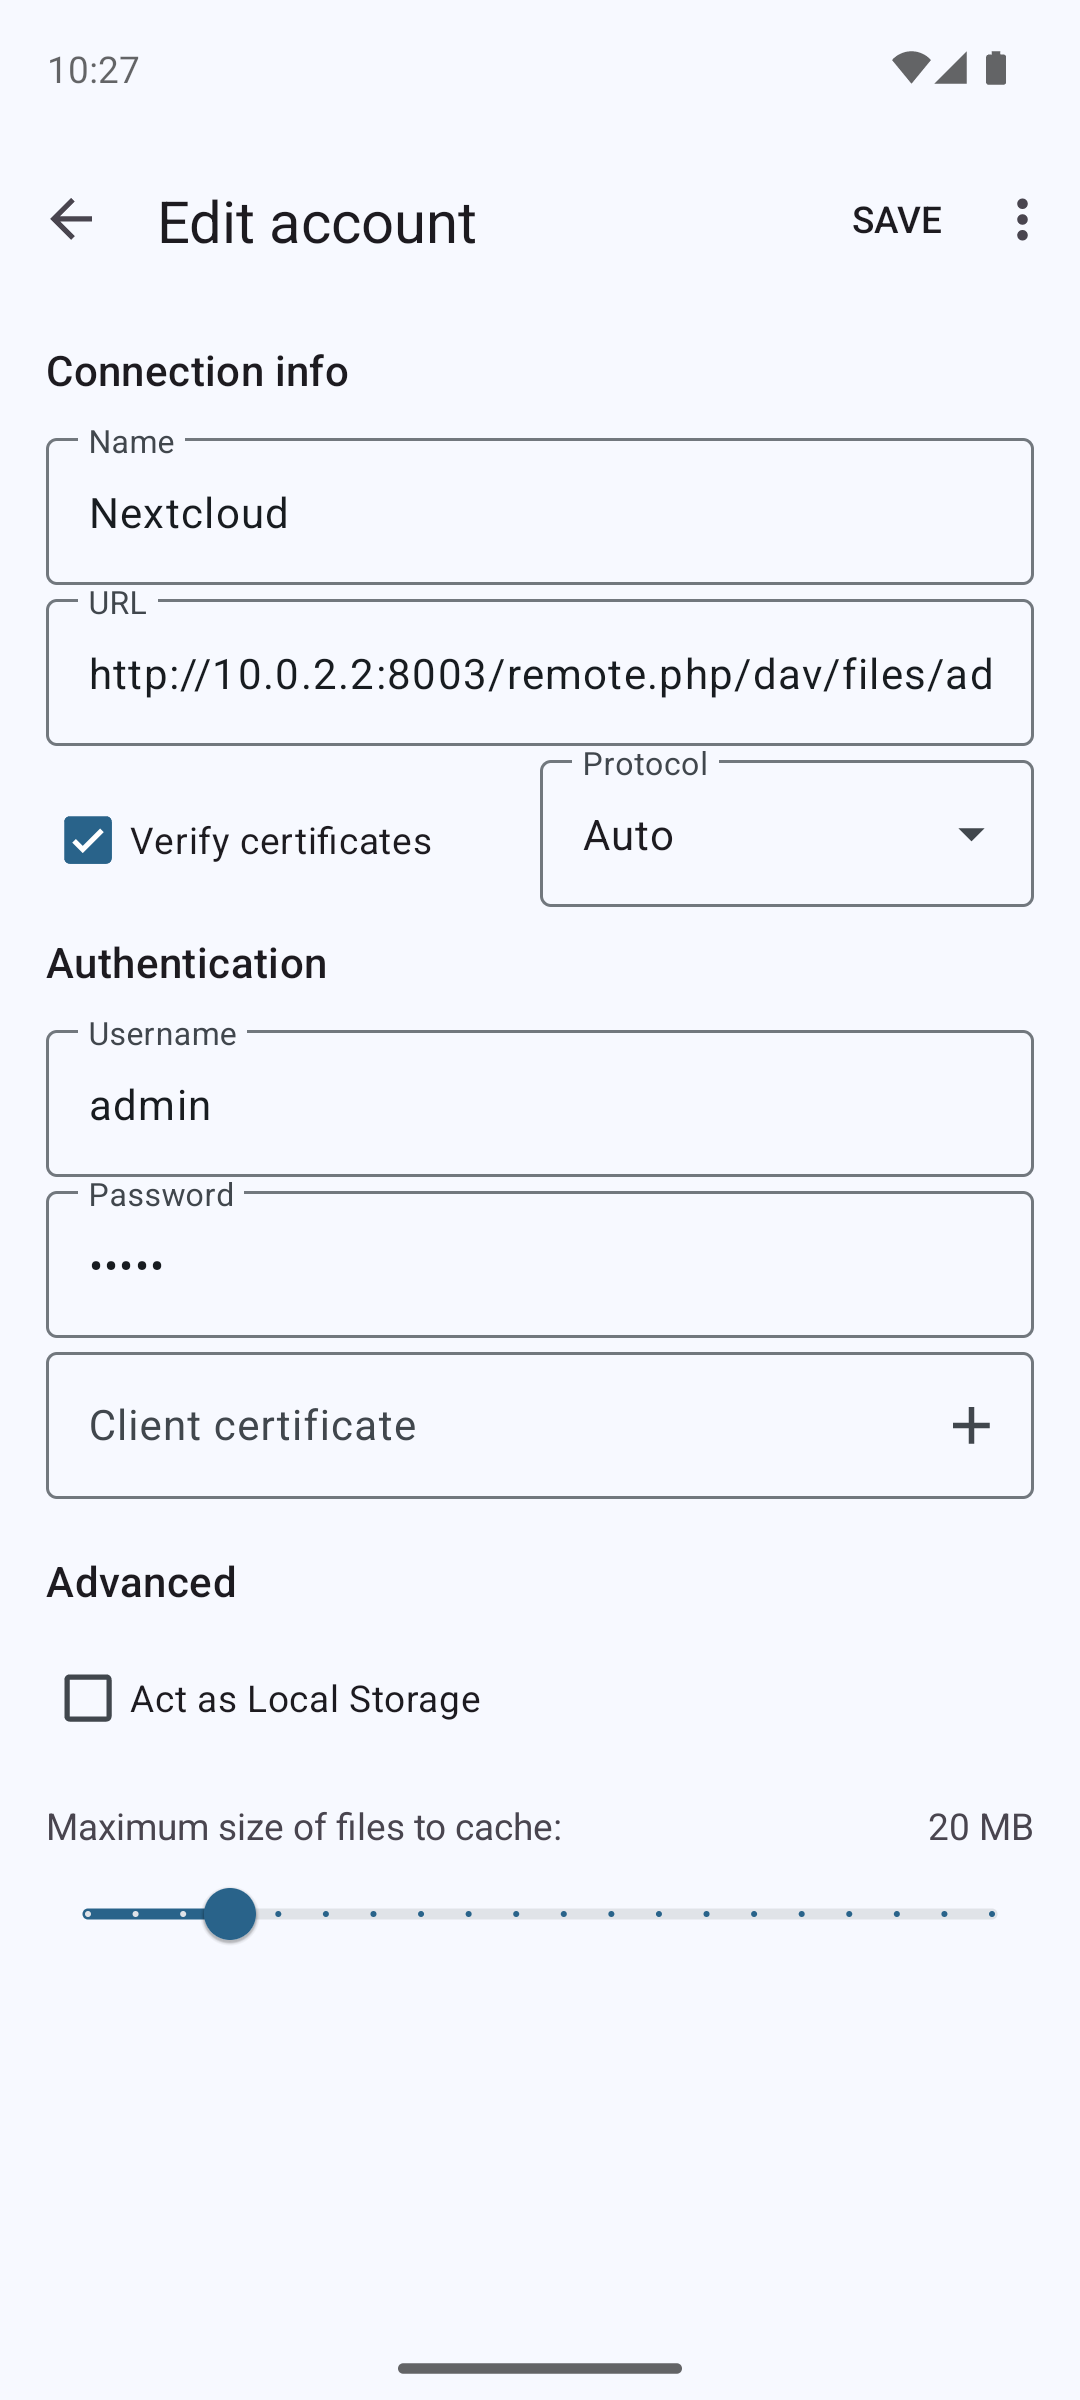 10:27
Edit account
SAVE
Connection info
Name
Nextcloud
URL
http://10.0.2.2:8003/remote.php/dav/files/ad
Verify certificates
Protocol
Auto
Authentication
Username
admin
Password
•••••
Client certificate
Advanced
Act as Local Storage
Maximum size of files to cache: 20 MB